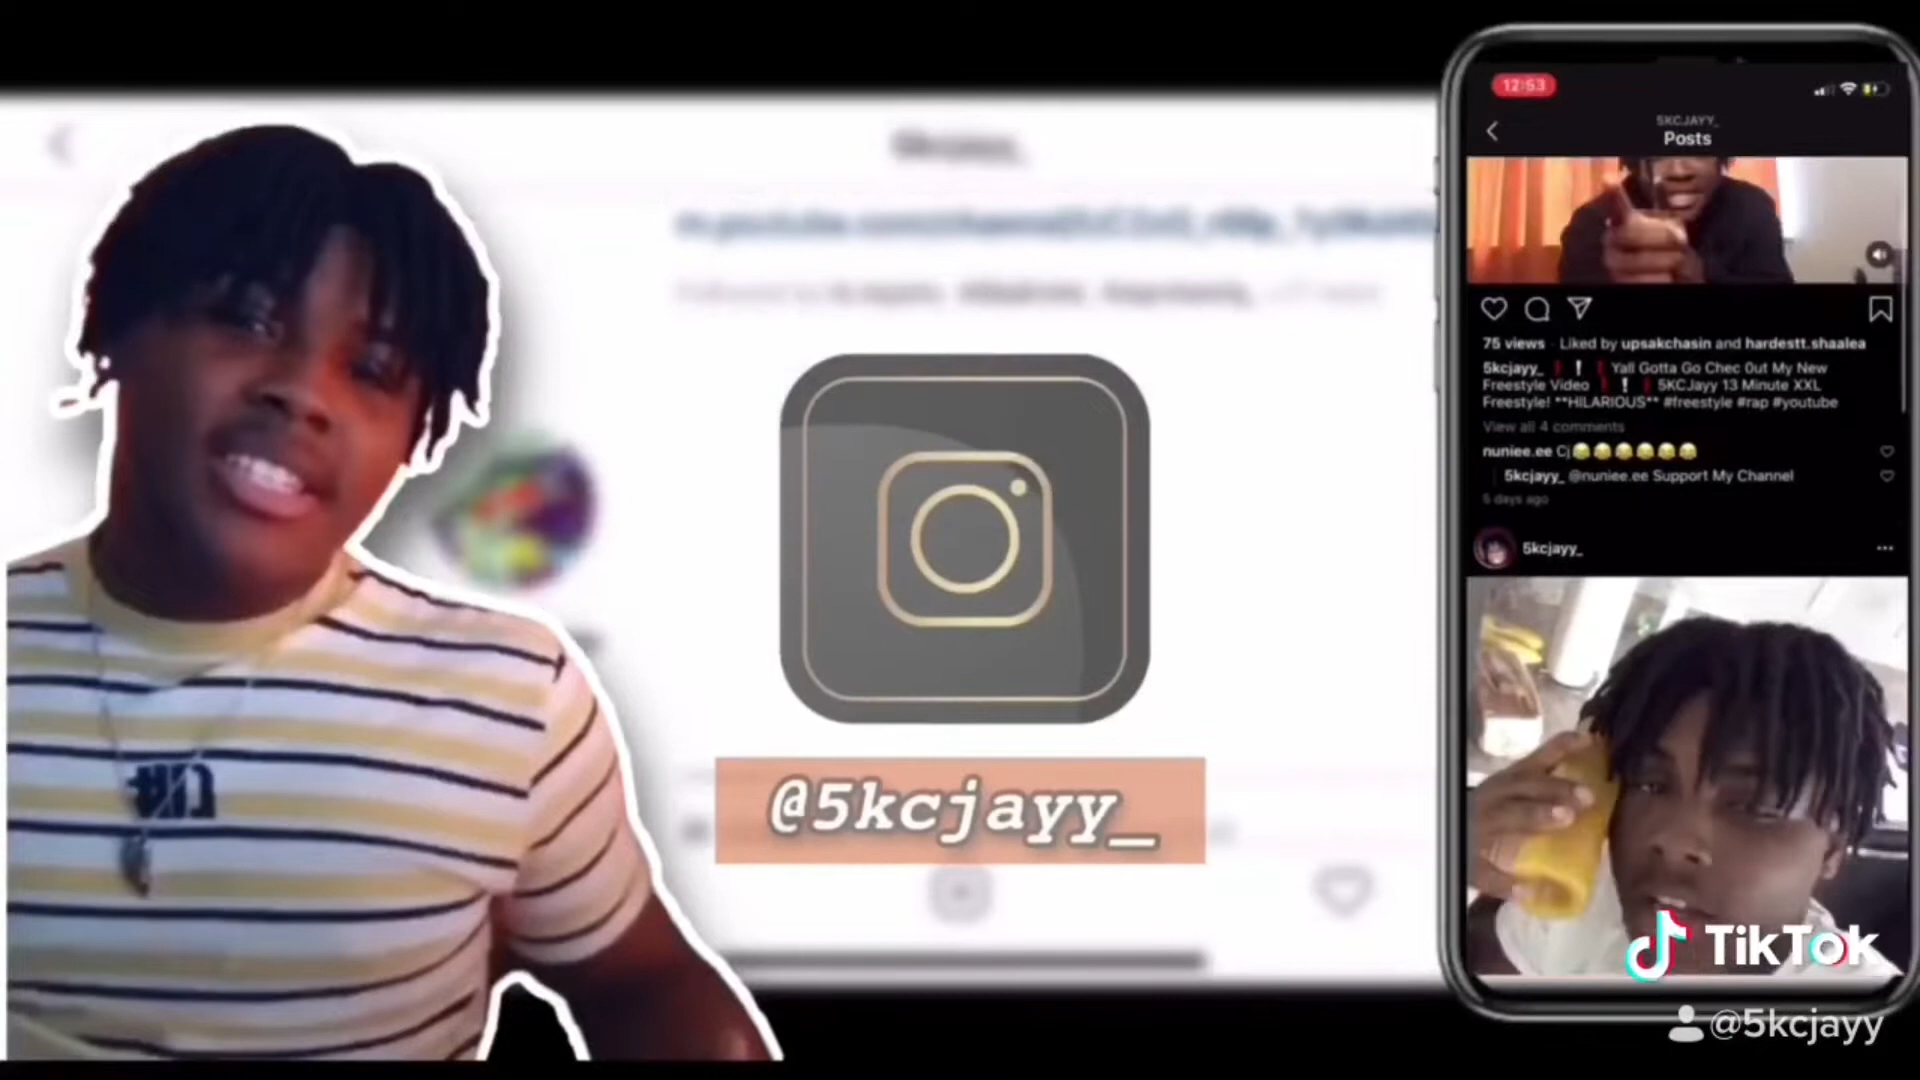 12:53
5KCJAYY_
Posts
75 views · Liked by upsakchasin and hardestt.shaalea
5kcjayy_ ❗❕❗Yall Gotta Go Chec 0ut My New
Freestyle Video ❗❕❗5KCJayy 13 Minute XXL
Freestyle! **HILARIOUS** #freestyle #rap #youtube
View all 4 comments
nuniee.ee Cj😂😂😂😂😂😂
5kcjayy_ @nuniee.ee Support My Channel
5 days ago
5kcjayy_
@5kcjayy_
TikTok
@5kcjayy